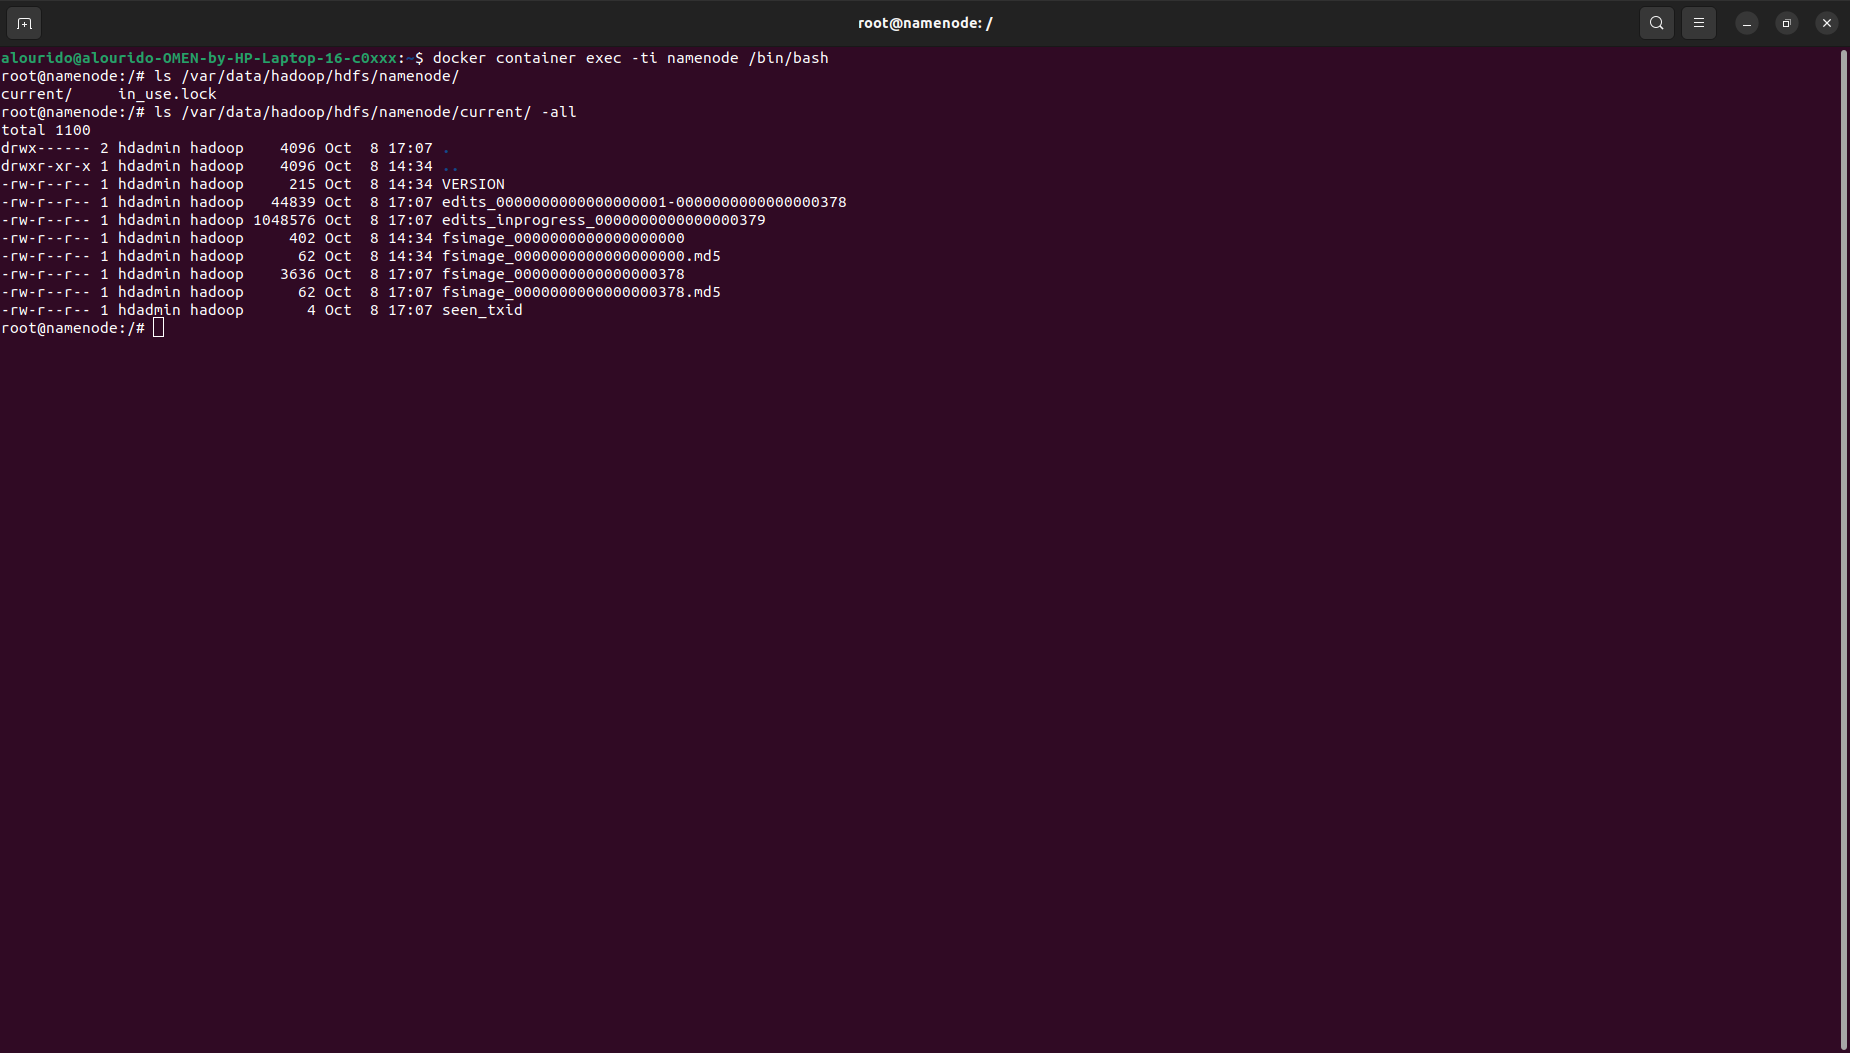 root@namenode: /
alourido@alourido-OMEN-by-HP-Laptop-16-c0xxx:~$ docker container exec -ti namenode /bin/bash
root@namenode:/# ls /var/data/hadoop/hdfs/namenode/
current/     in_use.lock
root@namenode:/# ls /var/data/hadoop/hdfs/namenode/current/ -all
total 1100
drwx------ 2 hdadmin hadoop    4096 Oct  8 17:07 .
drwxr-xr-x 1 hdadmin hadoop    4096 Oct  8 14:34 ..
-rw-r--r-- 1 hdadmin hadoop     215 Oct  8 14:34 VERSION
-rw-r--r-- 1 hdadmin hadoop   44839 Oct  8 17:07 edits_0000000000000000001-0000000000000000378
-rw-r--r-- 1 hdadmin hadoop 1048576 Oct  8 17:07 edits_inprogress_0000000000000000379
-rw-r--r-- 1 hdadmin hadoop     402 Oct  8 14:34 fsimage_0000000000000000000
-rw-r--r-- 1 hdadmin hadoop      62 Oct  8 14:34 fsimage_0000000000000000000.md5
-rw-r--r-- 1 hdadmin hadoop    3636 Oct  8 17:07 fsimage_0000000000000000378
-rw-r--r-- 1 hdadmin hadoop      62 Oct  8 17:07 fsimage_0000000000000000378.md5
-rw-r--r-- 1 hdadmin hadoop       4 Oct  8 17:07 seen_txid
root@namenode:/#